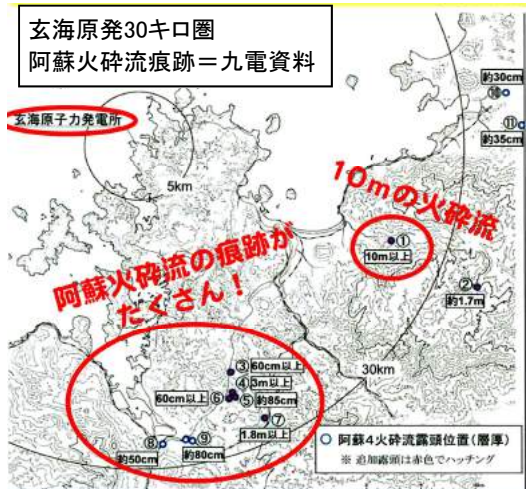 玄海原発30キロ圏
阿蘇火砕流痕跡＝九電資料
約30cm
⑩
玄海原子力発電所
⑪
約35cm
5km
10mの火砕流
①
10m以上
阿蘇火砕流の痕跡が
たくさん！
②
約1.7m
30km
③ 60cm以上
④ 3m以上
60cm以上 ⑥ ⑤ 約85cm
⑦
1.8m以上
⑧ ⑨
約50cm 約80cm
阿蘇4火砕流露頭位置(層厚)
※ 追加露頭は赤色でハッチング